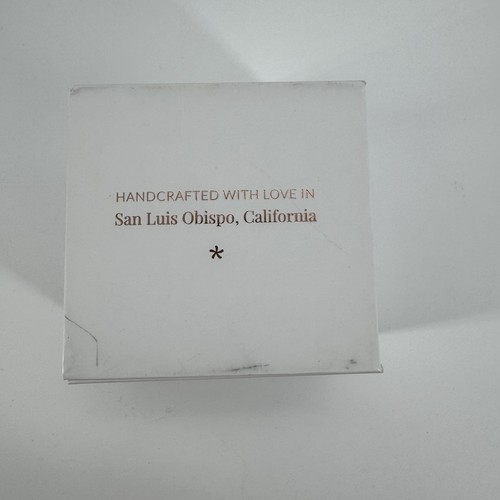 HANDCRAFTED WITH LOVE IN
San Luis Obispo, California
*